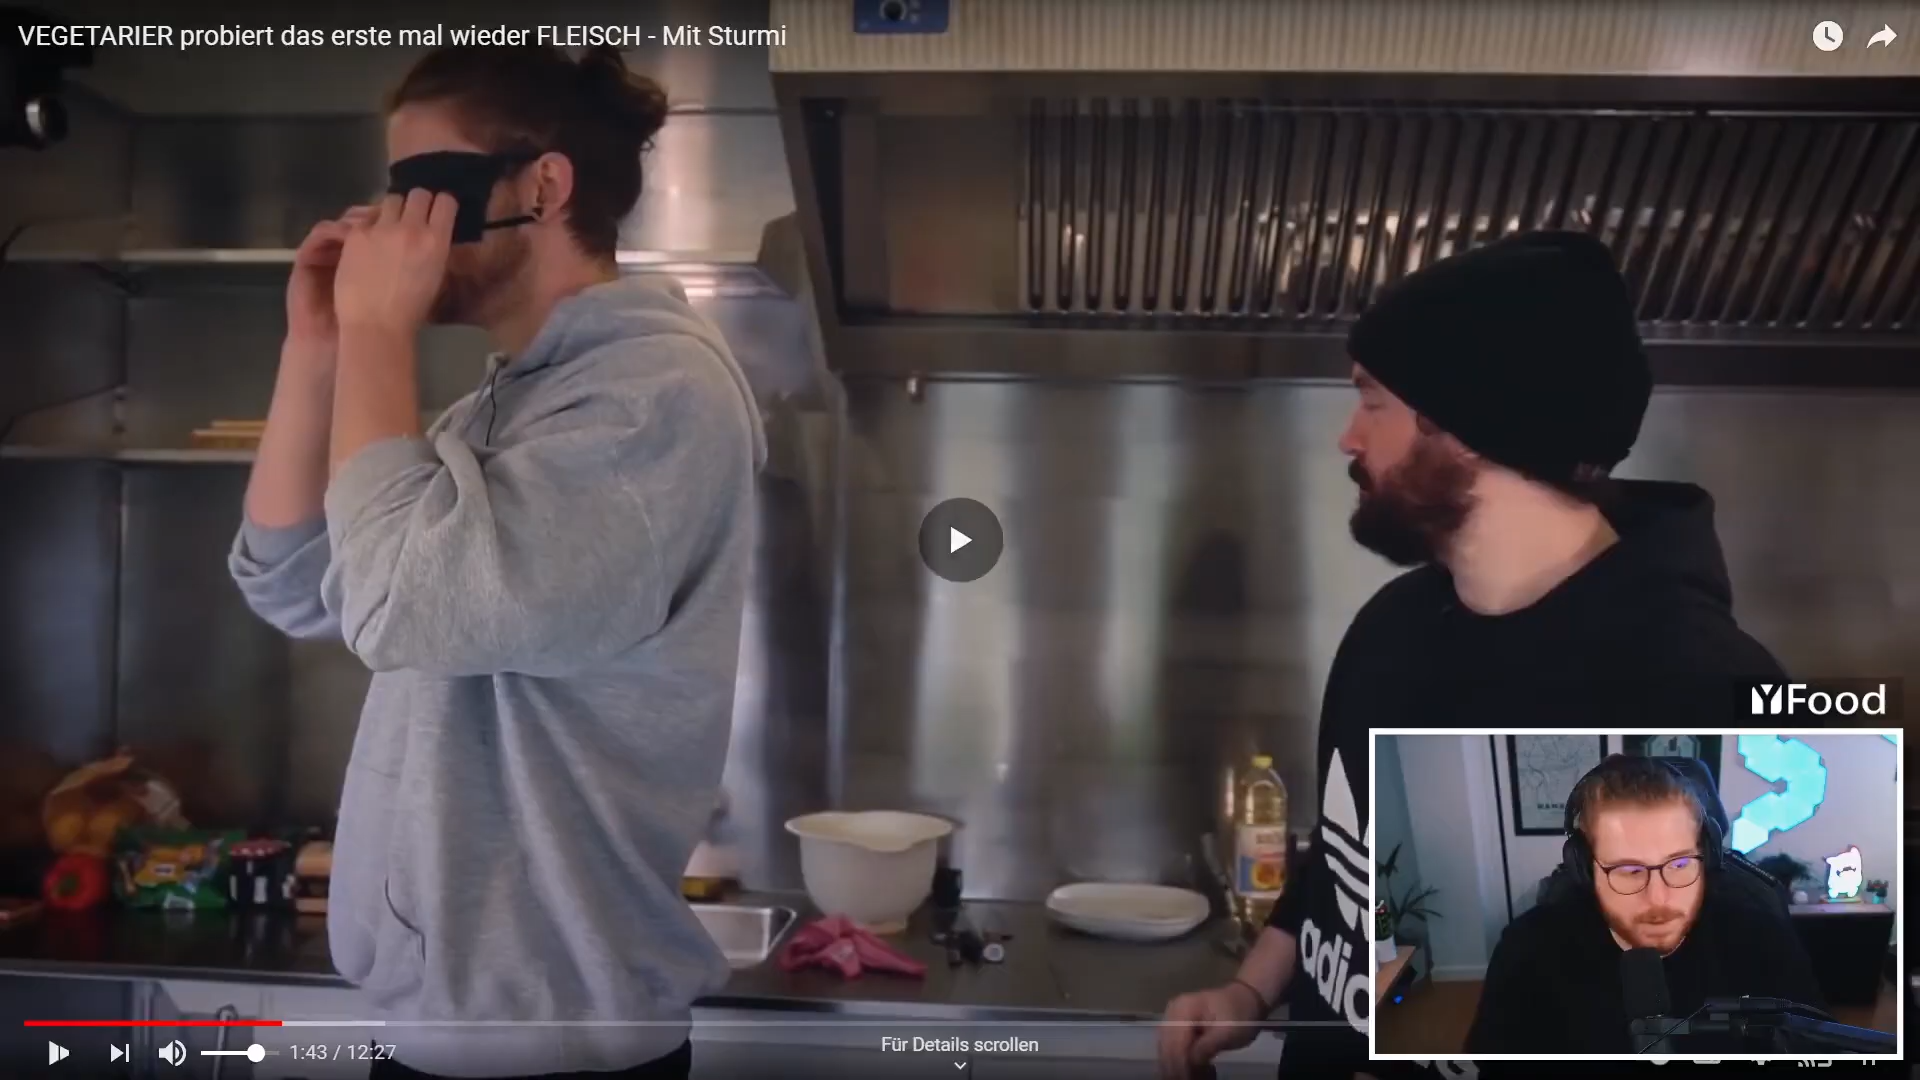 VEGETARIER probiert das erste mal wieder FLEISCH - Mit Sturmi
YFood
adidas
1:43 / 12:27
Für Details scrollen